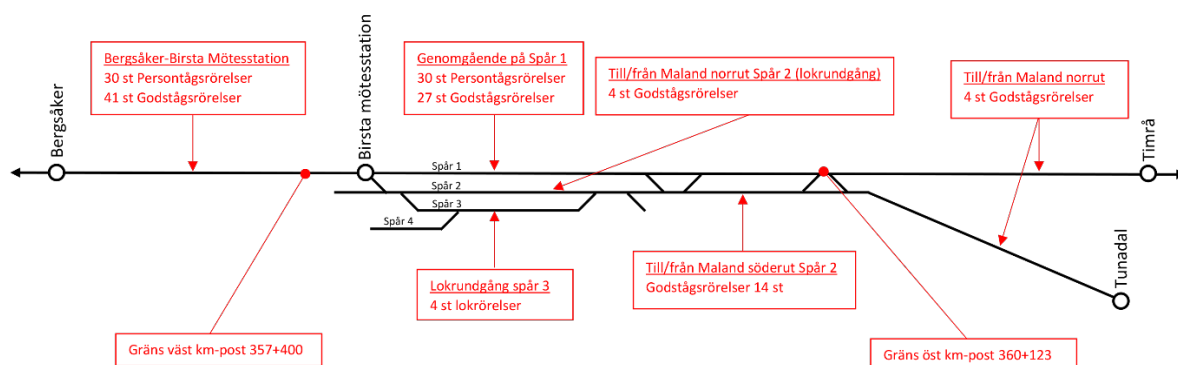 Bergsåker-Birsta Mötesstation
30 st Persontågsrörelser
41 st Godstågsrörelser
Genomgående på Spår 1
30 st Persontågsrörelser
27 st Godstågsrörelser
Till/från Maland norrut Spår 2 (lokrundgång)
4 st Godstågsrörelser
Till/från Maland norrut
4 st Godstågsrörelser
Bergsåker
Birsta mötesstation
Timrå
Spår 1
Spår 2
Spår 3
Spår 4
Tunadal
Lokrundgång spår 3
4 st lokrörelser
Till/från Maland söderut Spår 2
Godstågsrörelser 14 st
Gräns väst km-post 357+400
Gräns öst km-post 360+123